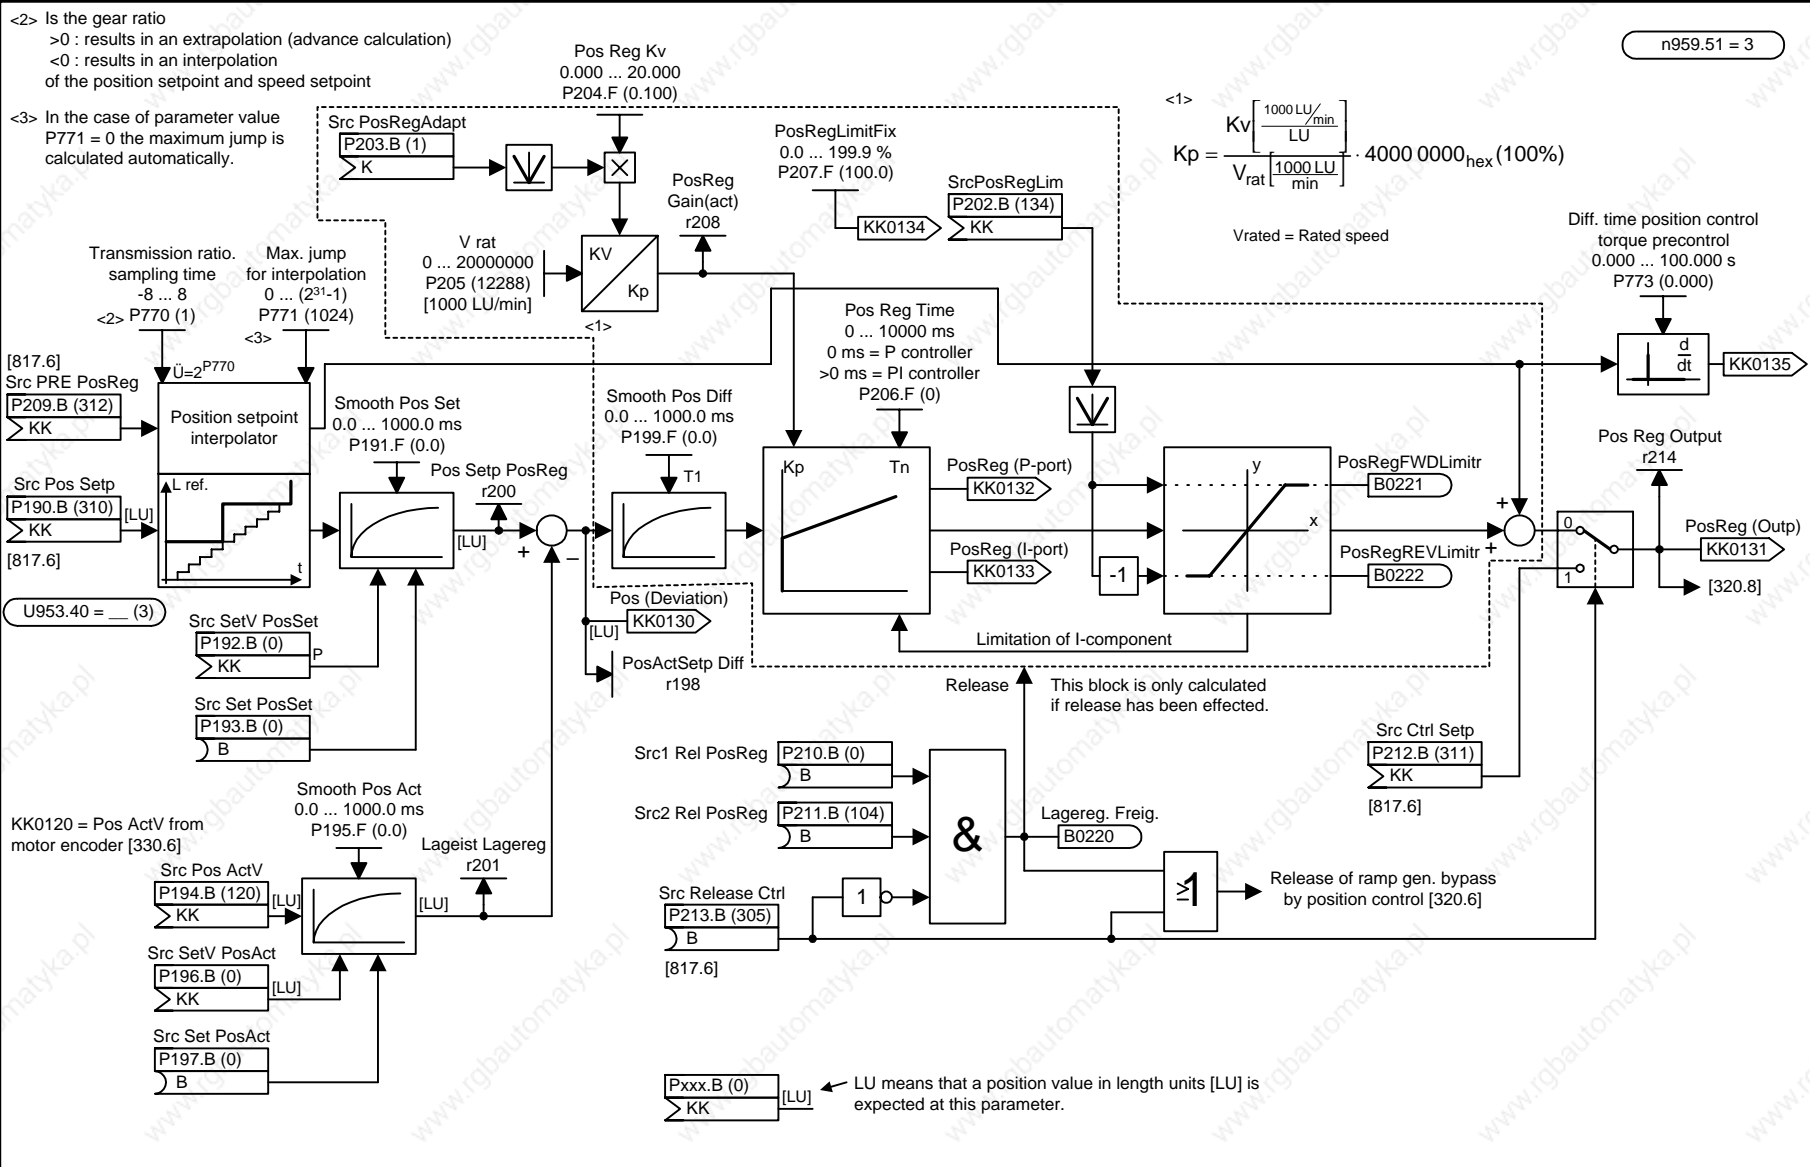 <2> Is the gear ratio
>0 : results in an extrapolation (advance calculation)
<0 : results in an interpolation
of the position setpoint and speed setpoint
<3> In the case of parameter value
P771 = 0 the maximum jump is
calculated automatically.
n959.51 = 3
Pos Reg Kv
0.000 ... 20.000
P204.F (0.100)
Src PosRegAdapt
P203.B (1)
K
PosReg
Gain(act)
r208
V rat
0 ... 20000000
P205 (12288)
[1000 LU/min]
KV
Kp
<1>
PosRegLimitFix
0.0 ... 199.9 %
P207.F (100.0)
KK0134
SrcPosRegLim
P202.B (134)
KK
<1>
Kp = Kv[1000 LU/min / LU] / Vrat[1000 LU / min] · 4000 0000hex (100%)
Vrated = Rated speed
Diff. time position control
torque precontrol
0.000 ... 100.000 s
P773 (0.000)
d
dt
KK0135
Transmission ratio.
sampling time
-8 ... 8
<2> P770 (1)
Max. jump
for interpolation
0 ... (2³¹-1)
P771 (1024)
<3>
Ü=2^P770
[817.6]
Src PRE PosReg
P209.B (312)
KK
Position setpoint
interpolator
Src Pos Setp
P190.B (310)
KK
[LU]
[817.6]
L ref.
t
U953.40 = __ (3)
Smooth Pos Set
0.0 ... 1000.0 ms
P191.F (0.0)
Pos Setp PosReg
r200
[LU]
+
−
Smooth Pos Diff
0.0 ... 1000.0 ms
P199.F (0.0)
T1
Pos Reg Time
0 ... 10000 ms
0 ms = P controller
>0 ms = PI controller
P206.F (0)
Kp
Tn
PosReg (P-port)
KK0132
PosReg (I-port)
KK0133
-1
y
x
Limitation of I-component
PosRegFWDLimitr
B0221
PosRegREVLimitr
B0222
+
+
0
1
Pos Reg Output
r214
PosReg (Outp)
KK0131
[320.8]
Src SetV PosSet
P192.B (0)
KK
P
Src Set PosSet
P193.B (0)
B
Pos (Deviation)
KK0130
[LU]
PosActSetp Diff
r198
Release
This block is only calculated
if release has been effected.
Src Ctrl Setp
P212.B (311)
KK
[817.6]
Src1 Rel PosReg
P210.B (0)
B
Src2 Rel PosReg
P211.B (104)
B
&
Lagereg. Freig.
B0220
Src Release Ctrl
P213.B (305)
B
[817.6]
1
≥1
Release of ramp gen. bypass
by position control [320.6]
KK0120 = Pos ActV from
motor encoder [330.6]
Smooth Pos Act
0.0 ... 1000.0 ms
P195.F (0.0)
Lageist Lagereg
r201
Src Pos ActV
P194.B (120)
KK
[LU]
[LU]
Src SetV PosAct
P196.B (0)
KK
[LU]
Src Set PosAct
P197.B (0)
B
Pxxx.B (0)
KK
[LU]
LU means that a position value in length units [LU] is
expected at this parameter.
www.rgbautomatyka.pl